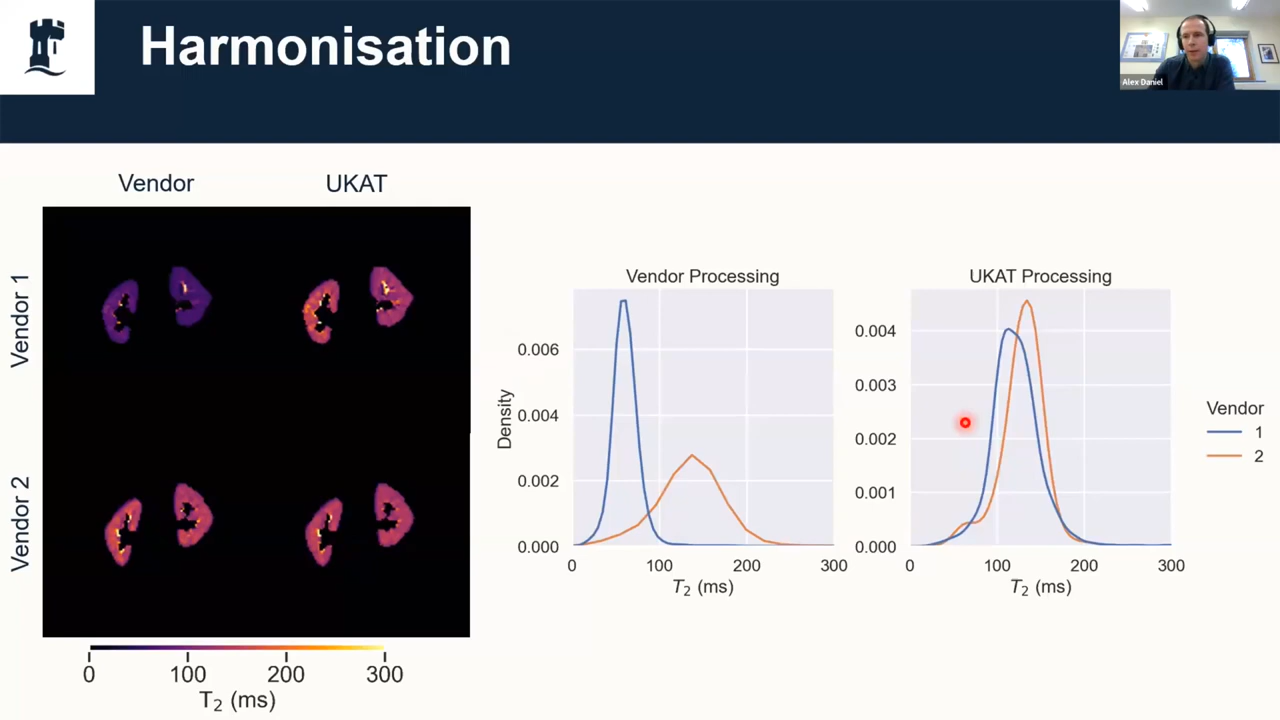 Harmonisation
Alex Daniel
Vendor
UKAT
Vendor 1
Vendor 2
0
100
200
300
T₂ (ms)
Vendor Processing
Density
0.006
0.004
0.002
0.000
0
100
200
300
T₂ (ms)
UKAT Processing
0.004
0.003
0.002
0.001
0.000
0
100
200
300
T₂ (ms)
Vendor
1
2